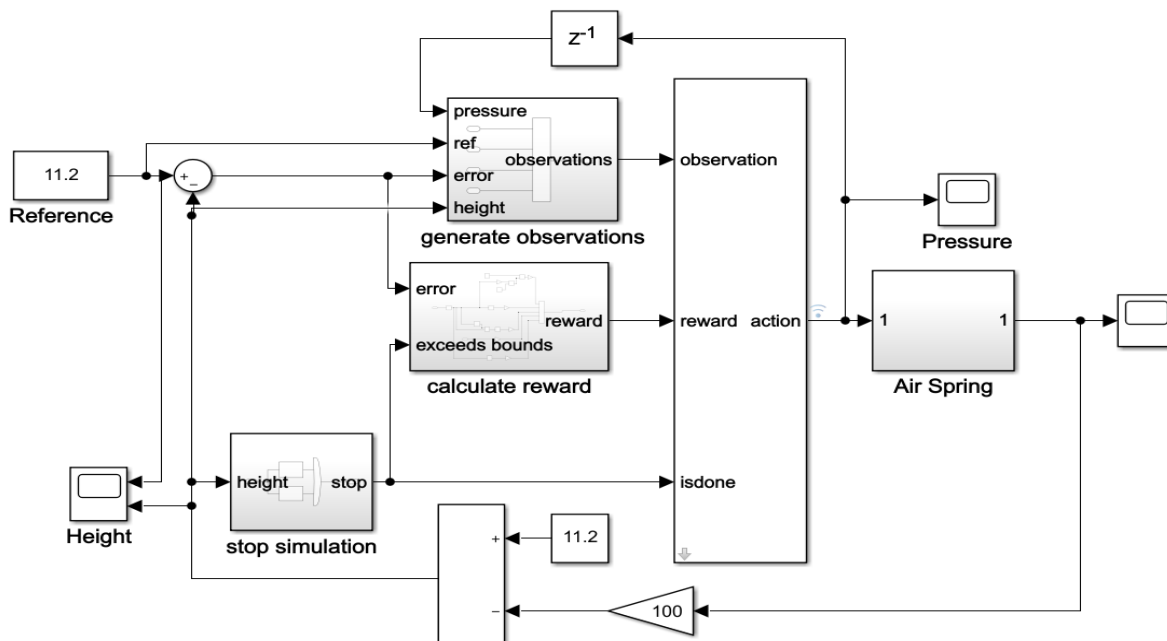 z⁻¹
pressure
ref
observations
error
height
generate observations
11.2
Reference
+
−
observation
Pressure
error
reward
exceeds bounds
calculate reward
reward action
1 1
Air Spring
height stop
stop simulation
isdone
Height
+
−
11.2
100